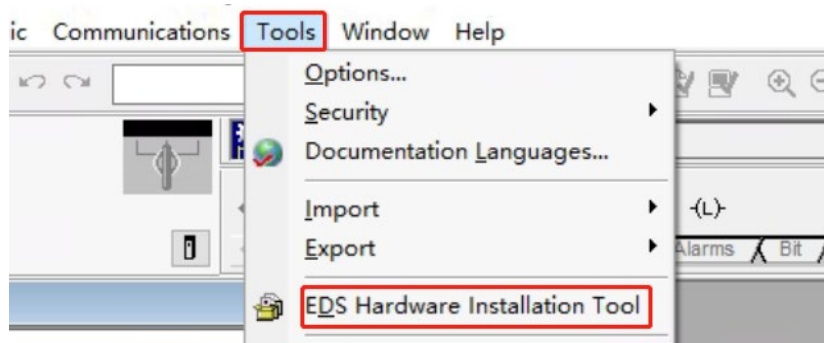 ic Communications Tools Window Help
Options...
Security
Documentation Languages...
Import
-(L)-
Export
Alarms Bit
EDS Hardware Installation Tool